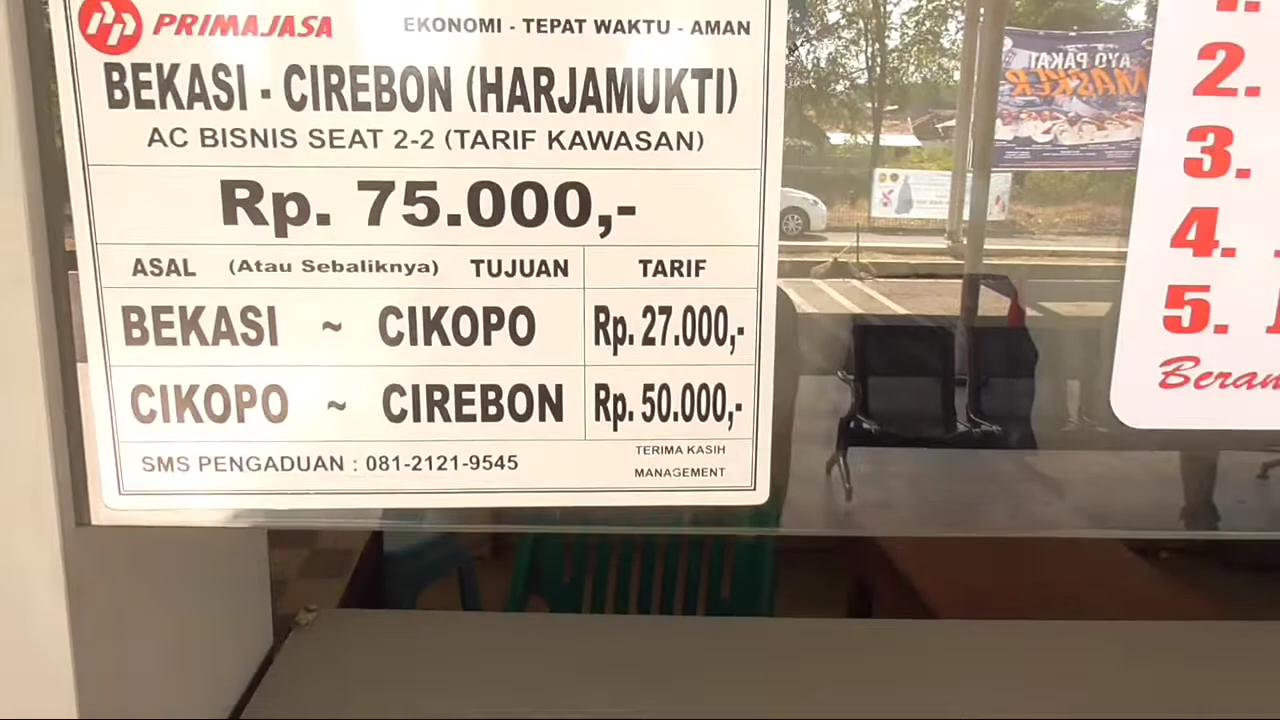 PRIMAJASA EKONOMI - TEPAT WAKTU - AMAN
BEKASI - CIREBON (HARJAMUKTI)
AC BISNIS SEAT 2-2 (TARIF KAWASAN)
Rp. 75.000,-
ASAL (Atau Sebaliknya) TUJUAN TARIF
BEKASI ~ CIKOPO Rp. 27.000,-
CIKOPO ~ CIREBON Rp. 50.000,-
SMS PENGADUAN : 081-2121-9545
TERIMA KASIH
MANAGEMENT
AYO PAKAI
MASKER
2.
3.
4.
5.